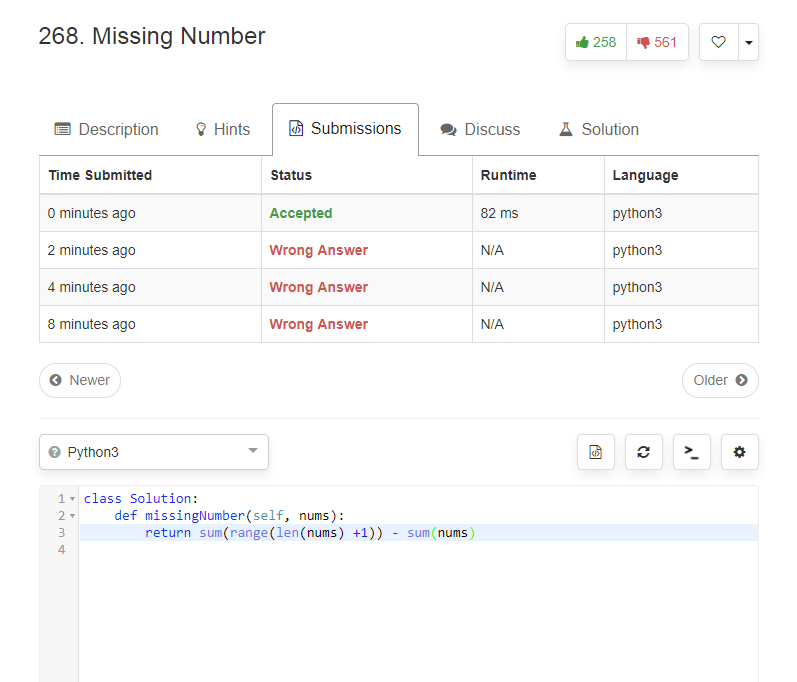 268. Missing Number
258 561
Description Hints Submissions Discuss Solution
Time Submitted Status Runtime Language
0 minutes ago Accepted 82 ms python3
2 minutes ago Wrong Answer N/A python3
4 minutes ago Wrong Answer N/A python3
8 minutes ago Wrong Answer N/A python3
Newer Older
Python3
1 class Solution:
2 def missingNumber(self, nums):
3 return sum(range(len(nums) +1)) - sum(nums)
4